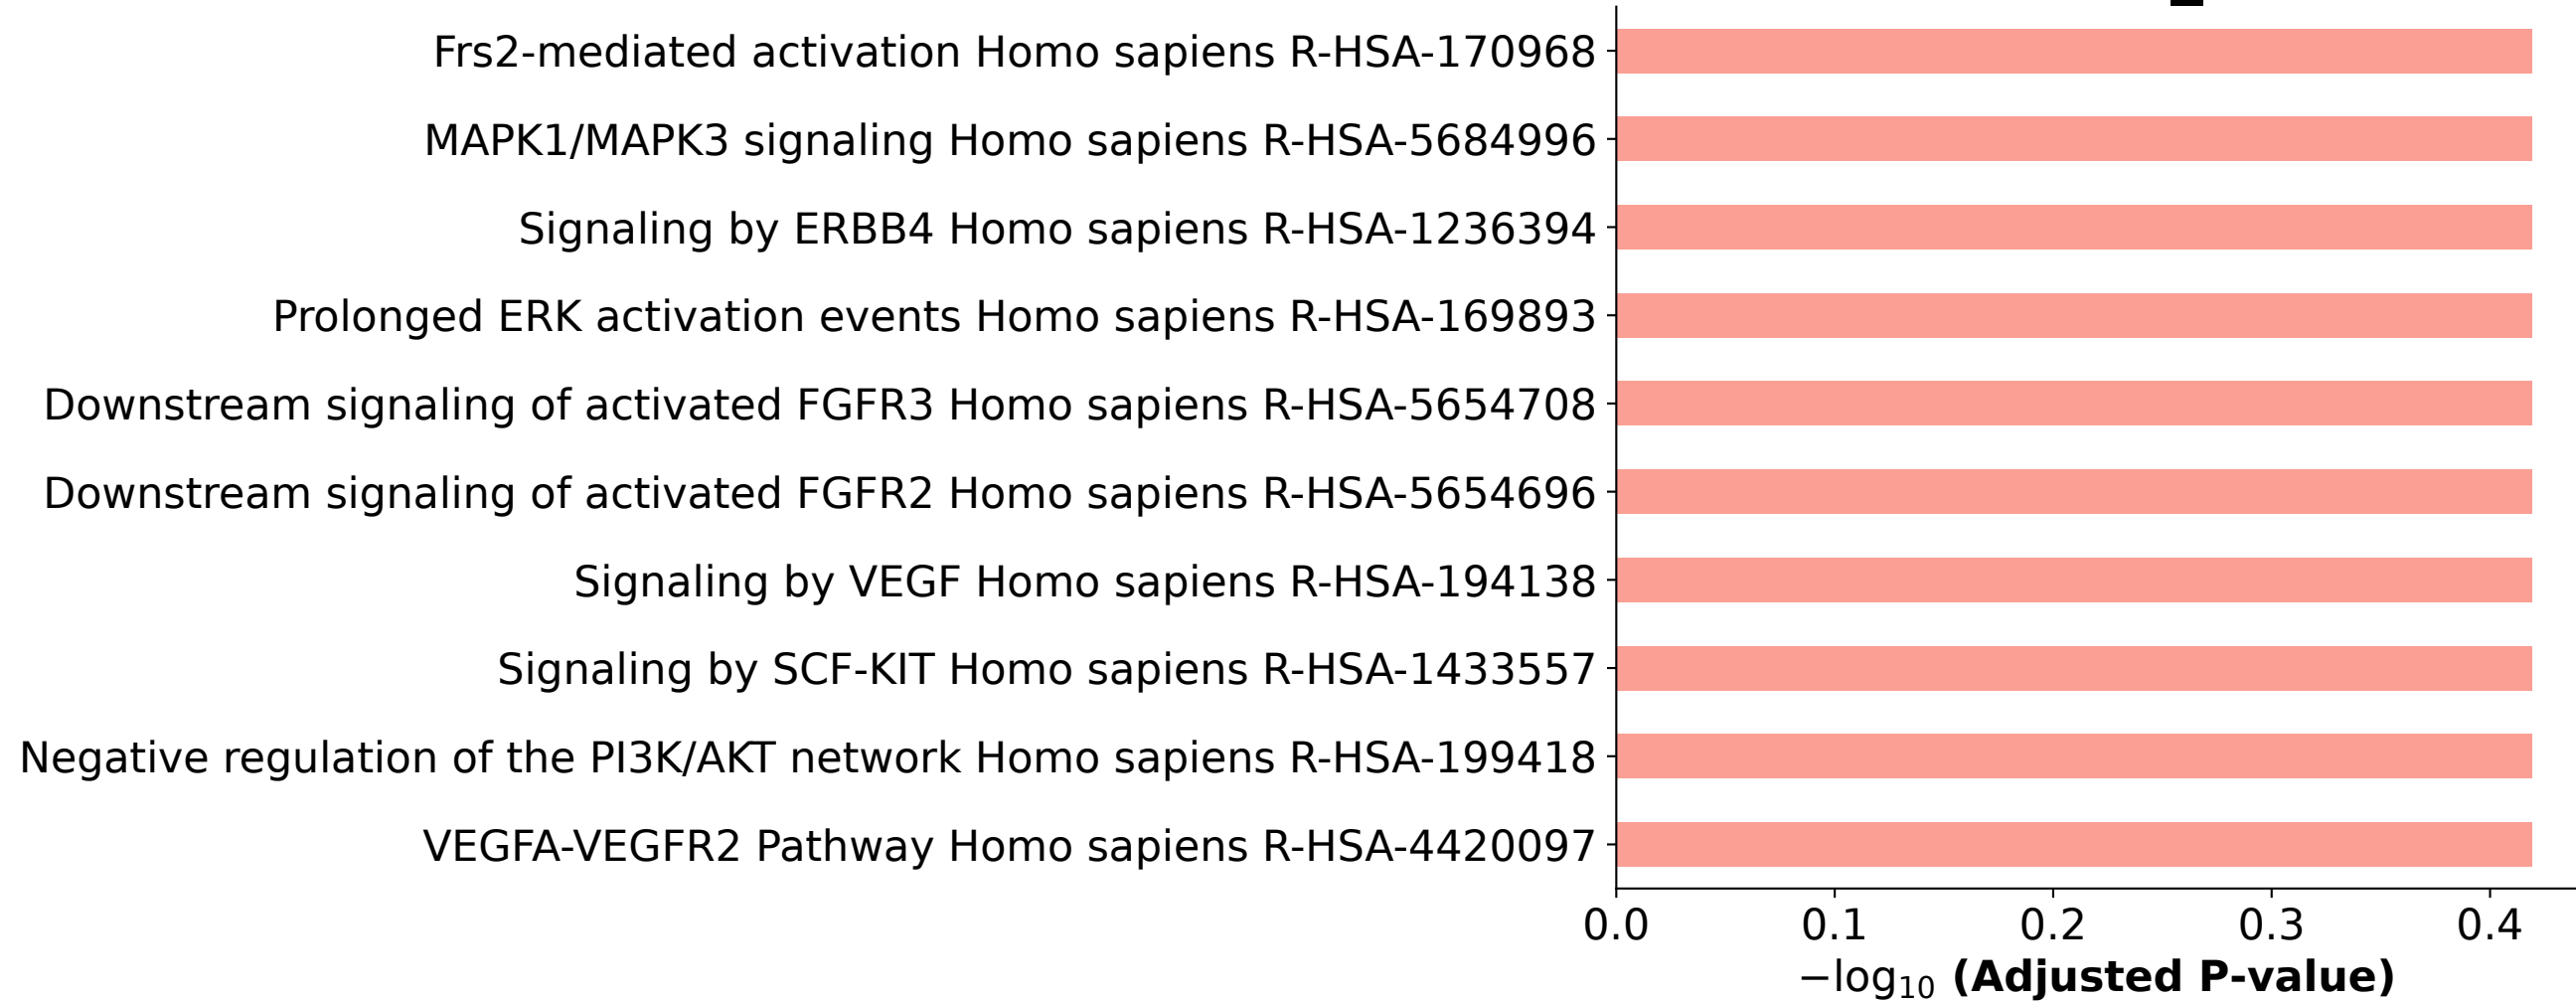 Frs2-mediated activation Homo sapiens R-HSA-170968
MAPK1/MAPK3 signaling Homo sapiens R-HSA-5684996
Signaling by ERBB4 Homo sapiens R-HSA-1236394
Prolonged ERK activation events Homo sapiens R-HSA-169893
Downstream signaling of activated FGFR3 Homo sapiens R-HSA-5654708
Downstream signaling of activated FGFR2 Homo sapiens R-HSA-5654696
Signaling by VEGF Homo sapiens R-HSA-194138
Signaling by SCF-KIT Homo sapiens R-HSA-1433557
Negative regulation of the PI3K/AKT network Homo sapiens R-HSA-199418
VEGFA-VEGFR2 Pathway Homo sapiens R-HSA-4420097
0.0 0.1 0.2 0.3 0.4
−log₁₀ (Adjusted P-value)